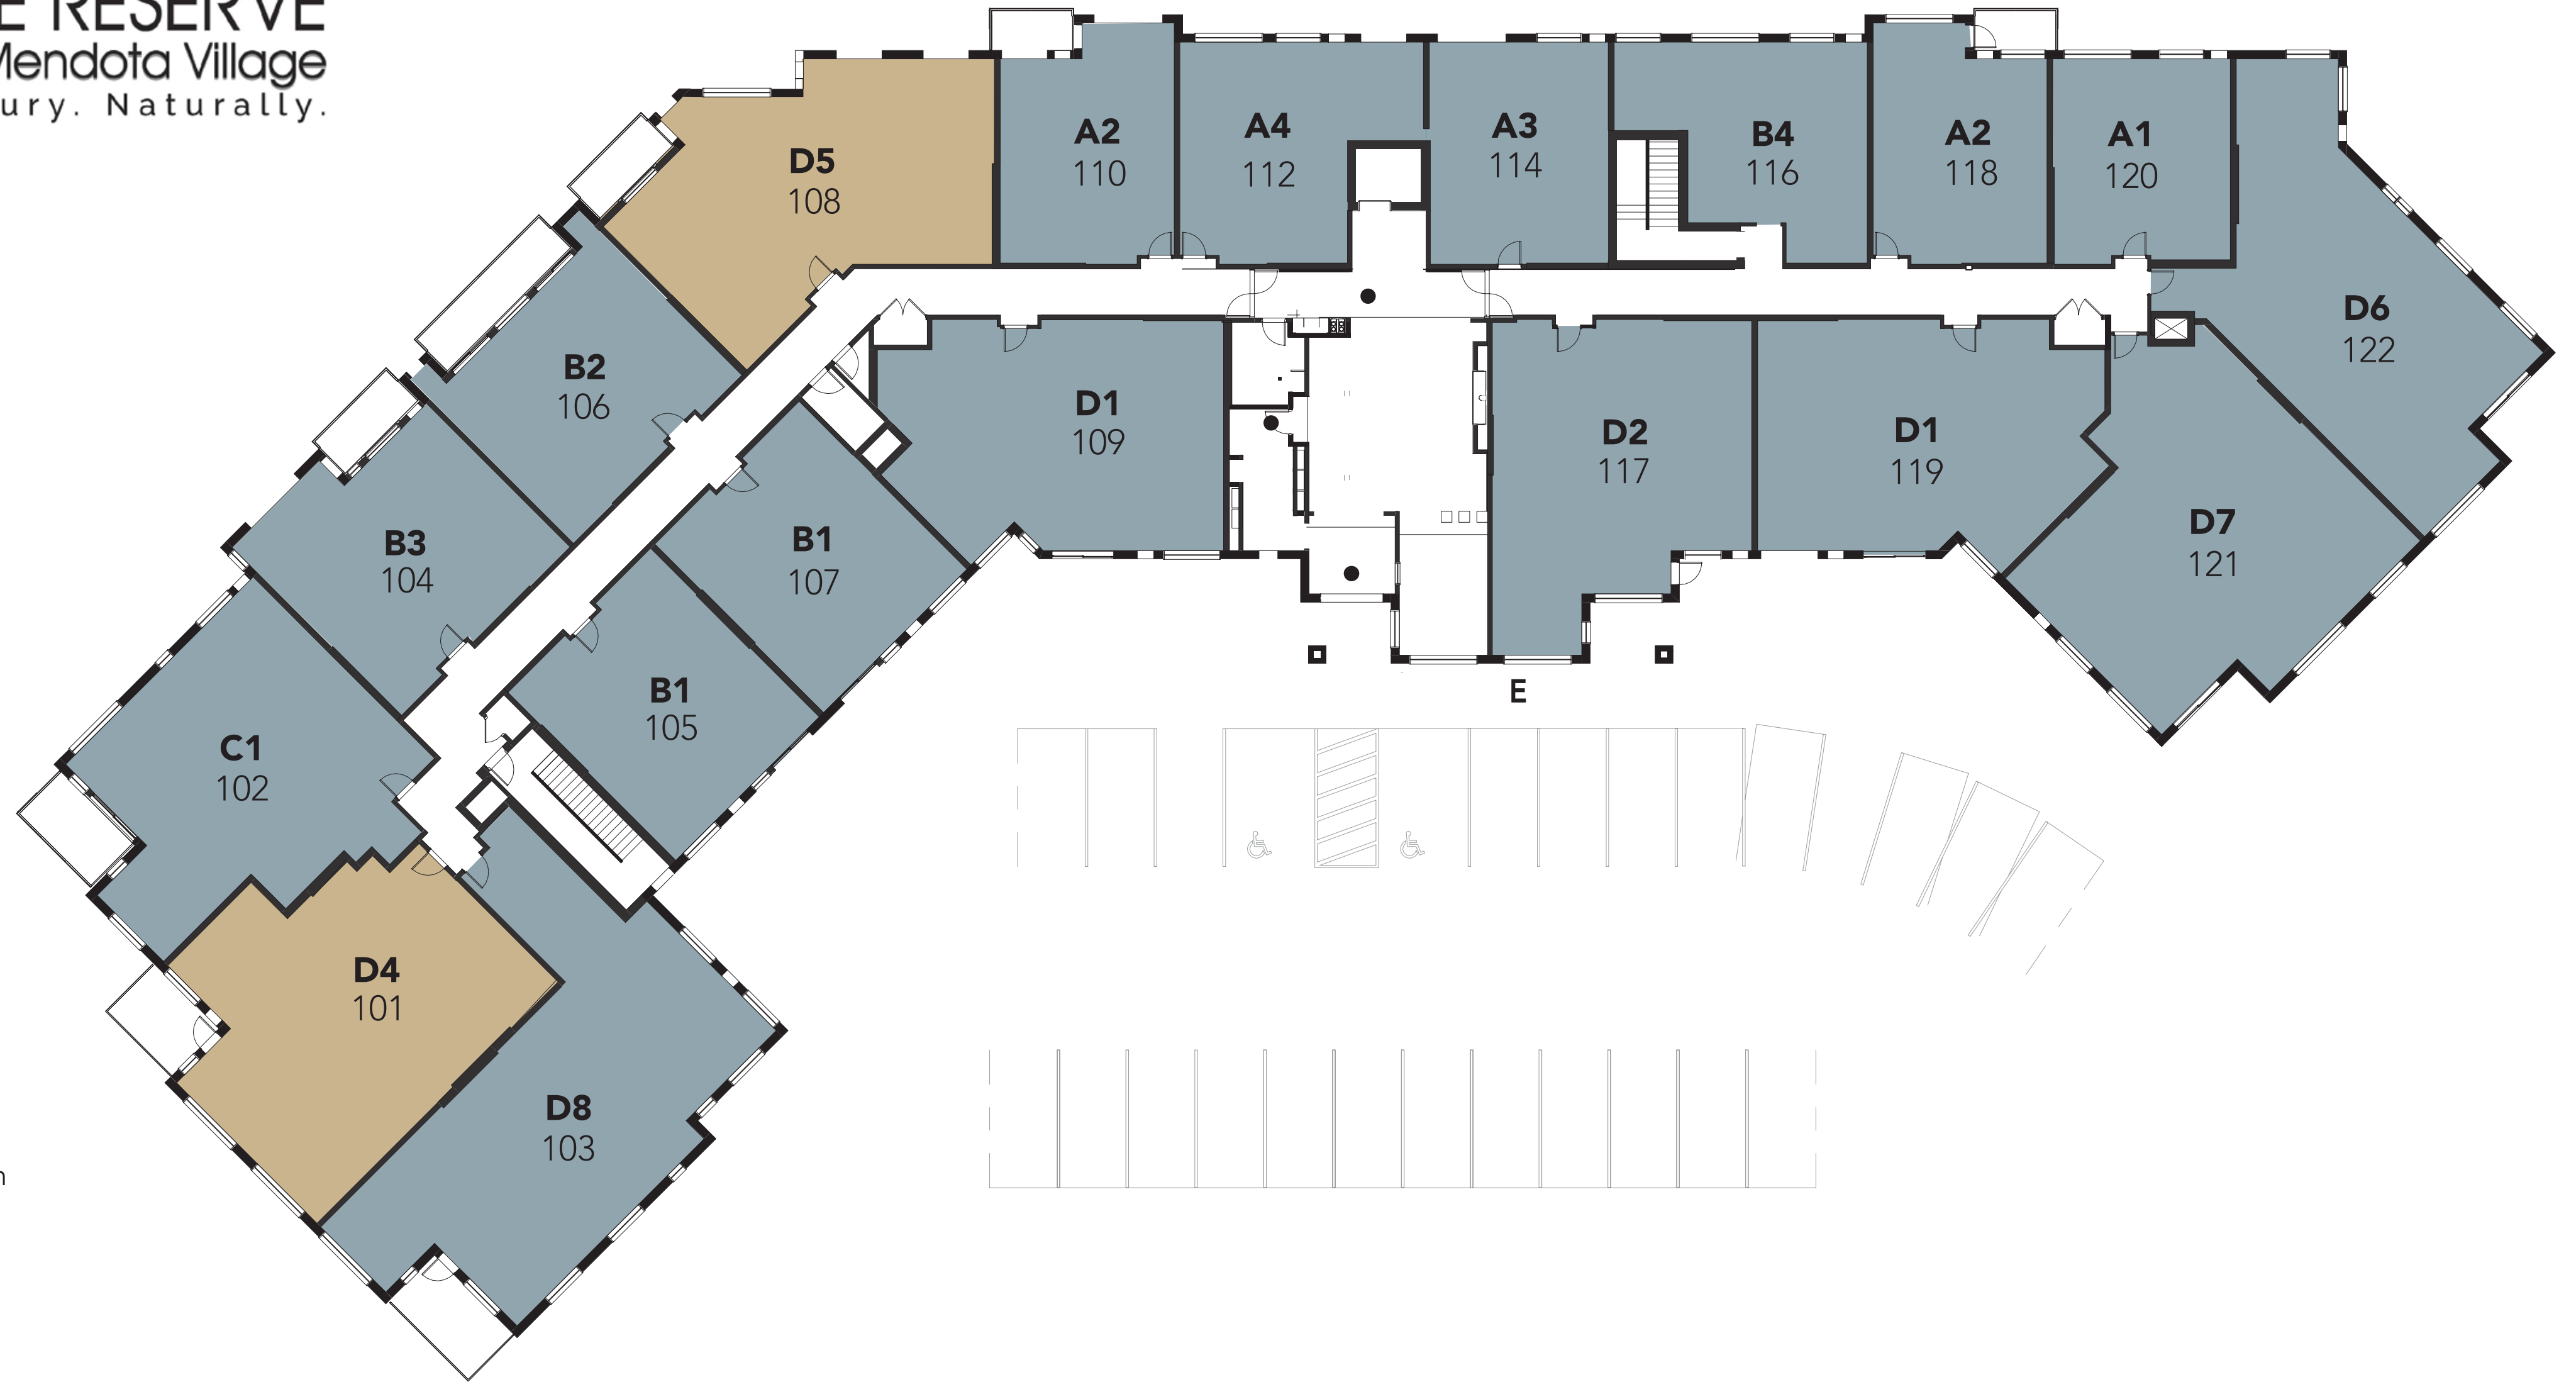 E RESERVE
Mendota Village
ury. Naturally.
A2
110
A4
112
A3
114
B4
116
A2
118
A1
120
D5
108
D6
122
B2
106
D1
109
D2
117
D1
119
D7
121
B3
104
B1
107
B1
105
C1
102
E
D4
101
D8
103